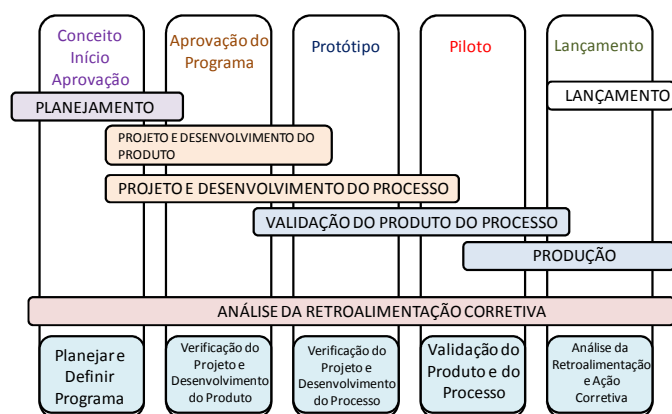 Conceito
Início
Aprovação
Aprovação do
Programa
Protótipo
Piloto
Lançamento
PLANEJAMENTO
LANÇAMENTO
PROJETO E DESENVOLVIMENTO DO
PRODUTO
PROJETO E DESENVOLVIMENTO DO PROCESSO
VALIDAÇÃO DO PRODUTO DO PROCESSO
PRODUÇÃO
ANÁLISE DA RETROALIMENTAÇÃO CORRETIVA
Planejar e
Definir
Programa
Verificação do
Projeto e
Desenvolvimento
do Produto
Verificação do
Projeto e
Desenvolvimento
do Processo
Validação do
Produto e do
Processo
Análise da
Retroalimentação
e Ação
Corretiva